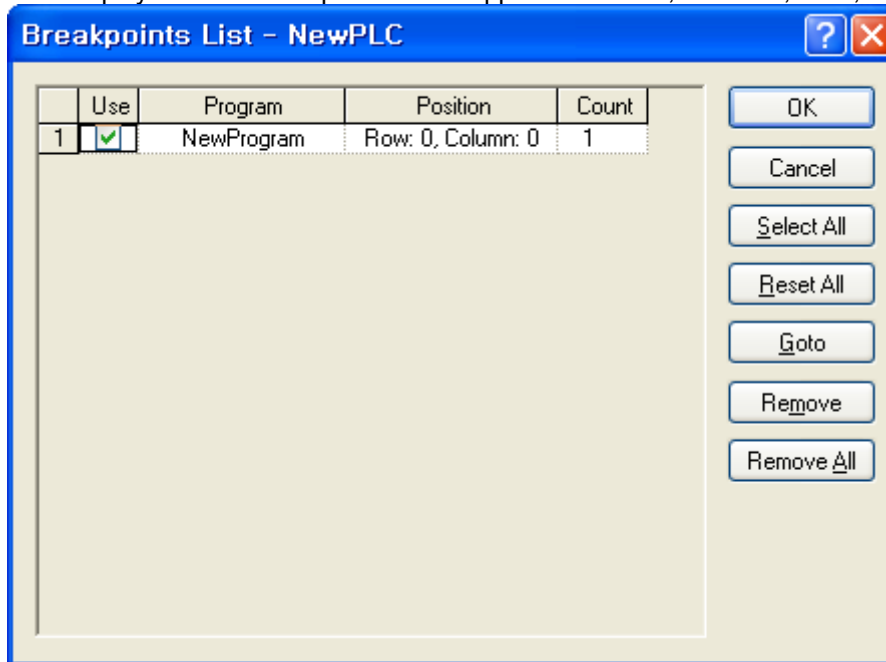 Breakpoints List - NewPLC
Use Program Position Count
1 NewProgram Row: 0, Column: 0 1
OK
Cancel
Select All
Reset All
Goto
Remove
Remove All